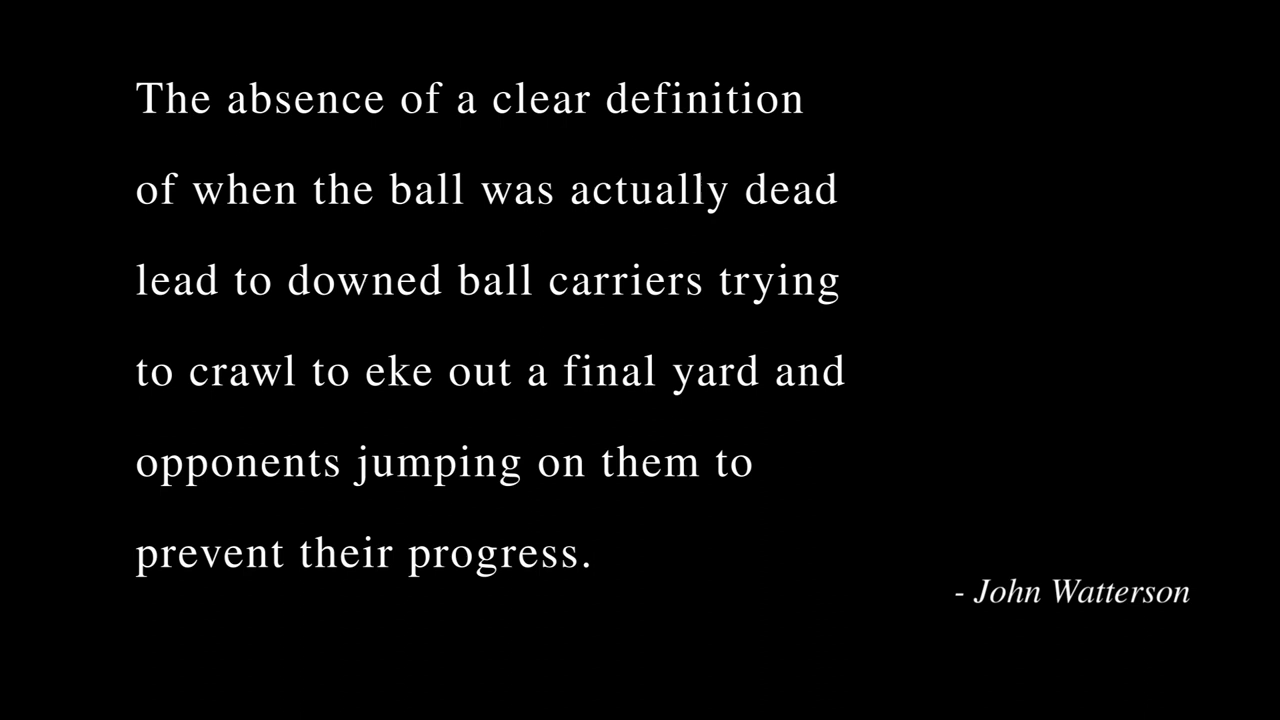 The absence of a clear definition
of when the ball was actually dead
lead to downed ball carriers trying
to crawl to eke out a final yard and
opponents jumping on them to
prevent their progress.
- John Watterson